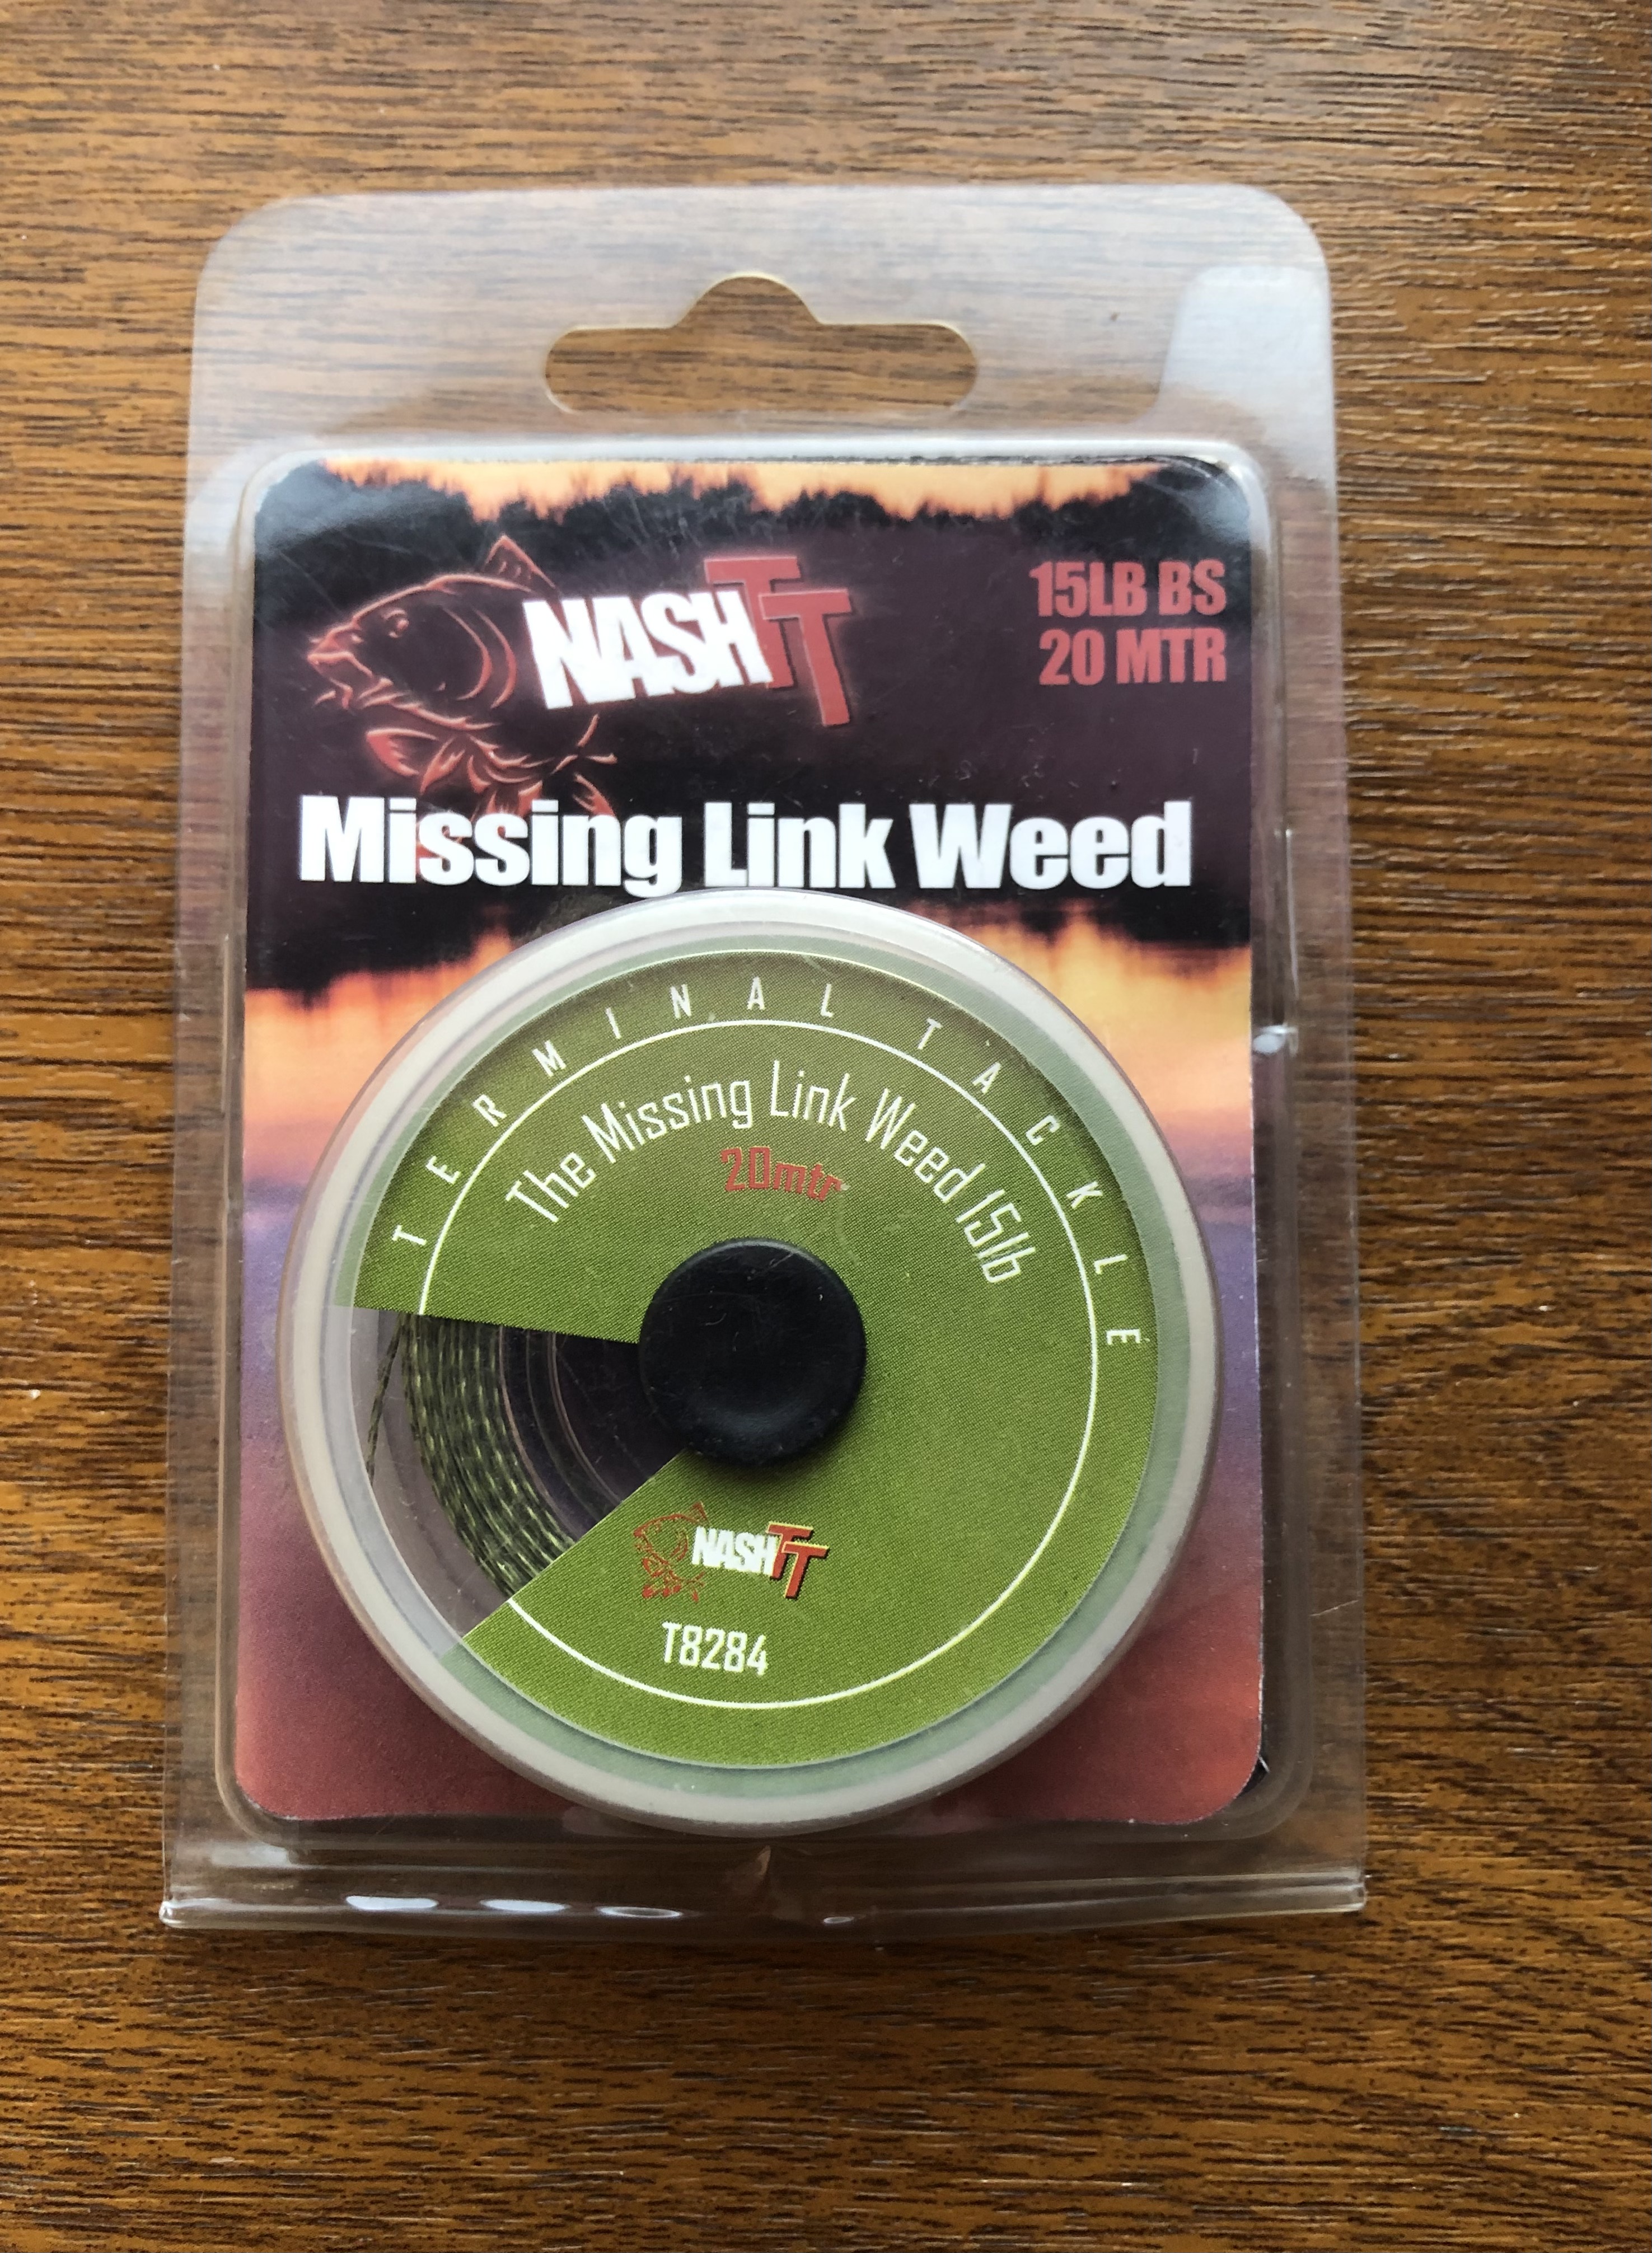 NASH TT
15LB BS
20 MTR
Missing Link Weed
TERMINAL TACKLE
The Missing Link Weed 15lb
20mtr
NASH TT
T8284